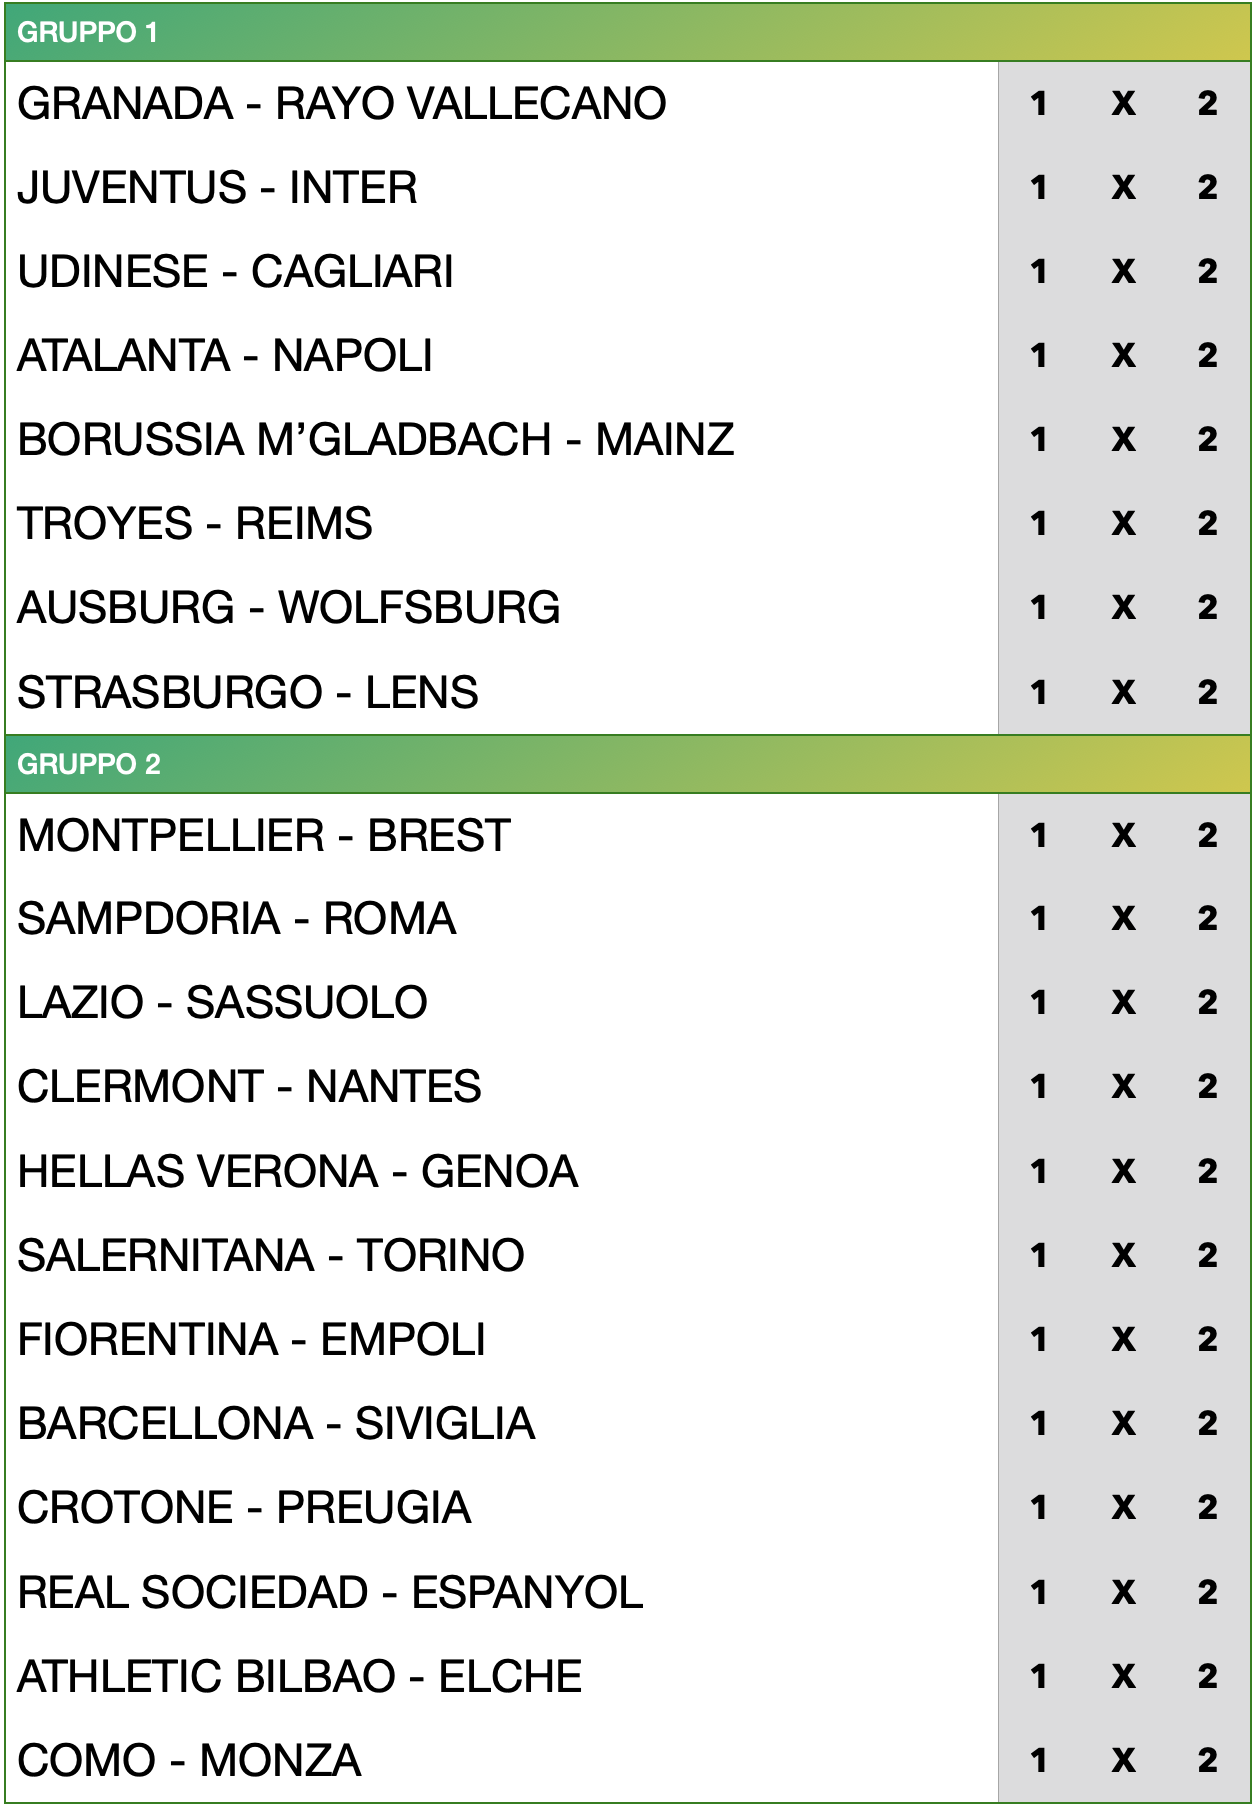 GRUPPO 1
GRANADA - RAYO VALLECANO 1 X 2
JUVENTUS - INTER 1 X 2
UDINESE - CAGLIARI 1 X 2
ATALANTA - NAPOLI 1 X 2
BORUSSIA M’GLADBACH - MAINZ 1 X 2
TROYES - REIMS 1 X 2
AUSBURG - WOLFSBURG 1 X 2
STRASBURGO - LENS 1 X 2
GRUPPO 2
MONTPELLIER - BREST 1 X 2
SAMPDORIA - ROMA 1 X 2
LAZIO - SASSUOLO 1 X 2
CLERMONT - NANTES 1 X 2
HELLAS VERONA - GENOA 1 X 2
SALERNITANA - TORINO 1 X 2
FIORENTINA - EMPOLI 1 X 2
BARCELLONA - SIVIGLIA 1 X 2
CROTONE - PREUGIA 1 X 2
REAL SOCIEDAD - ESPANYOL 1 X 2
ATHLETIC BILBAO - ELCHE 1 X 2
COMO - MONZA 1 X 2